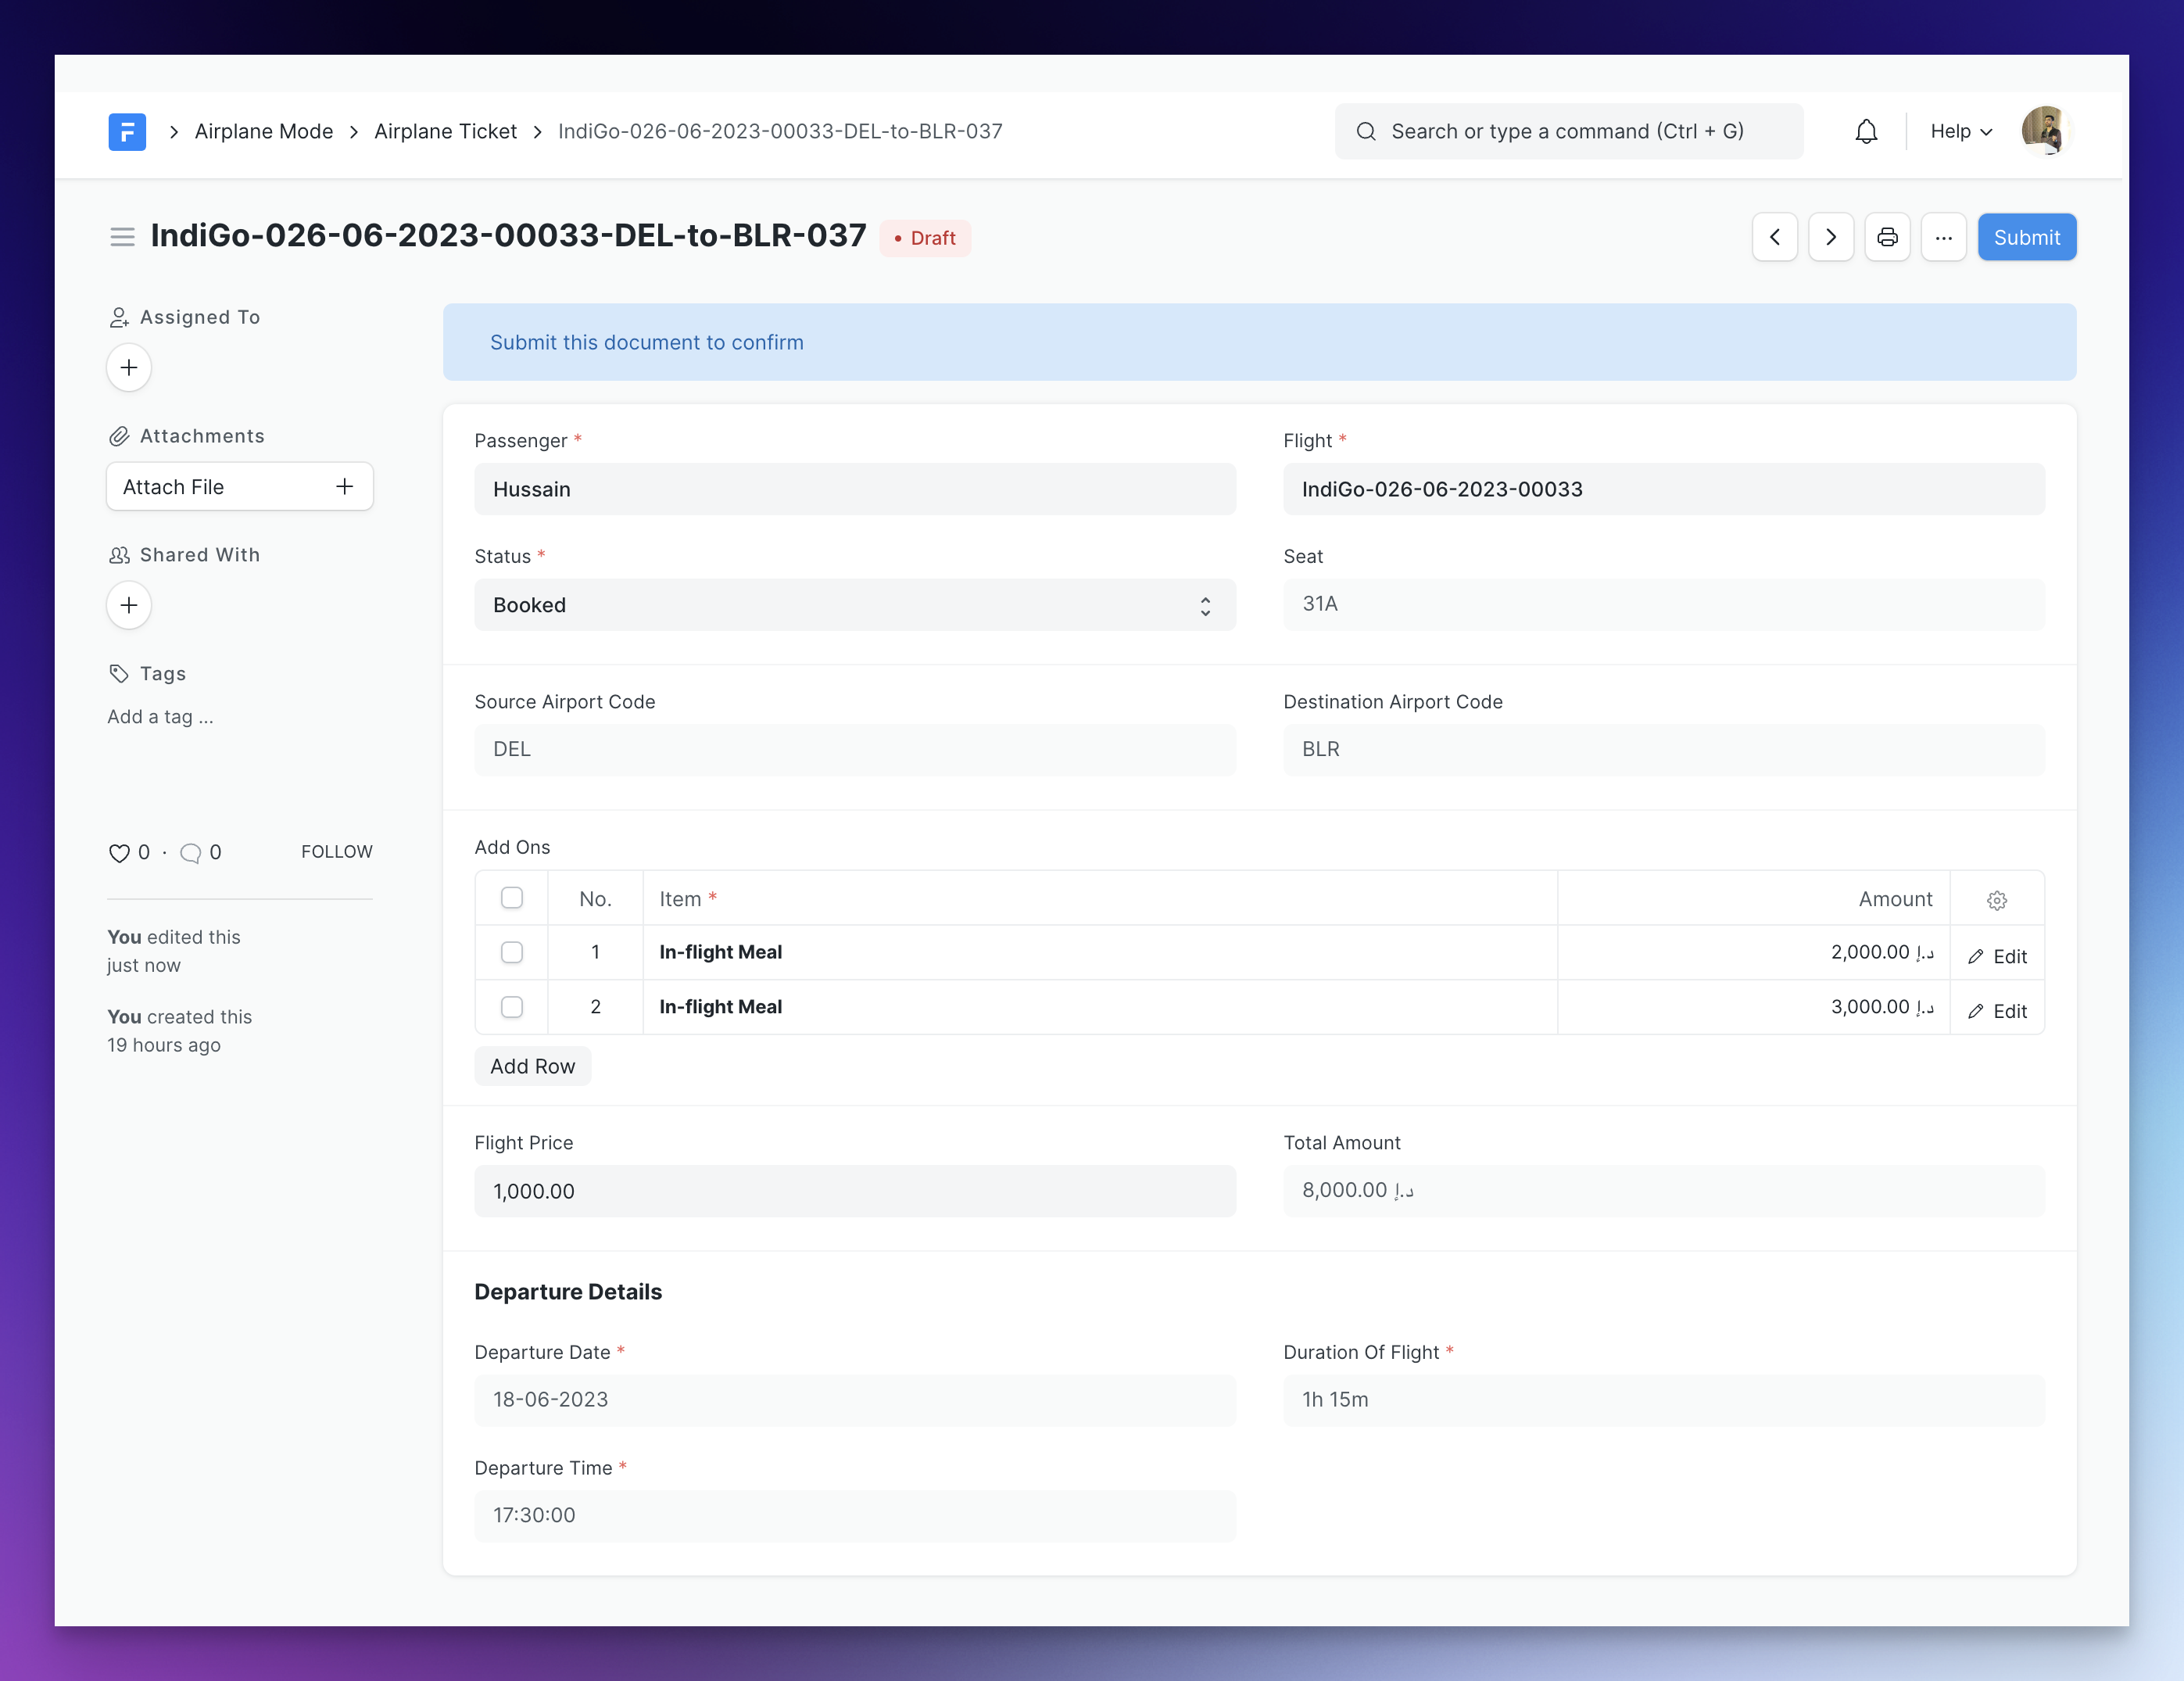 F
Airplane Mode
Airplane Ticket
IndiGo-026-06-2023-00033-DEL-to-BLR-037
Search or type a command (Ctrl + G)
Help
IndiGo-026-06-2023-00033-DEL-to-BLR-037
• Draft
...
Submit
Assigned To
+
Attachments
Attach File +
Shared With
+
Tags
Add a tag ...
0 · 0 FOLLOW
You edited this
just now
You created this
19 hours ago
Submit this document to confirm
Passenger *
Hussain
Flight *
IndiGo-026-06-2023-00033
Status *
Booked
Seat
31A
Source Airport Code
DEL
Destination Airport Code
BLR
Add Ons
No. Item * Amount
1 In-flight Meal 2,000.00 د.إ Edit
2 In-flight Meal 3,000.00 د.إ Edit
Add Row
Flight Price
1,000.00
Total Amount
8,000.00 د.إ
Departure Details
Departure Date *
18-06-2023
Duration Of Flight *
1h 15m
Departure Time *
17:30:00